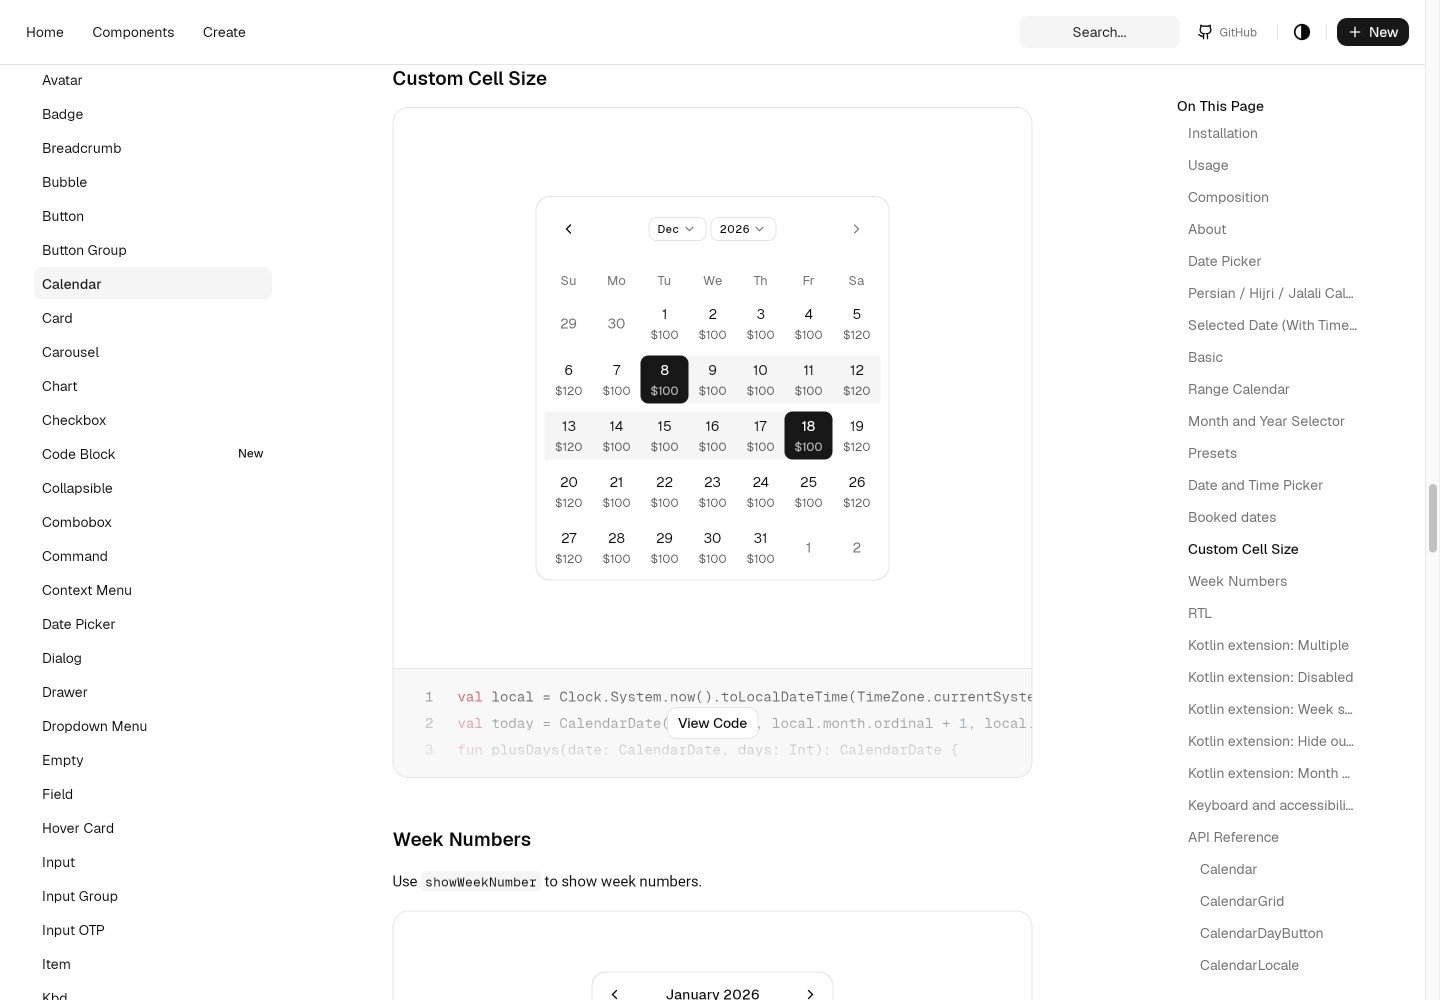 Home Components Create Search... GitHub New
Avatar
Badge
Breadcrumb
Bubble
Button
Button Group
Calendar
Card
Carousel
Chart
Checkbox
Code Block New
Collapsible
Combobox
Command
Context Menu
Date Picker
Dialog
Drawer
Dropdown Menu
Empty
Field
Hover Card
Input
Input Group
Input OTP
Item
Kbd
Custom Cell Size
Dec 2026
Su Mo Tu We Th Fr Sa
29 30 1 2 3 4 5
$100 $100 $100 $100 $120
6 7 8 9 10 11 12
$120 $100 $100 $100 $100 $100 $120
13 14 15 16 17 18 19
$120 $100 $100 $100 $100 $100 $120
20 21 22 23 24 25 26
$120 $100 $100 $100 $100 $100 $120
27 28 29 30 31 1 2
$120 $100 $100 $100 $100
1 val local = Clock.System.now().toLocalDateTime(TimeZone.currentSyste
2 val today = CalendarDate( , local.month.ordinal + 1, local.
View Code
3 fun plusDays(date: CalendarDate, days: Int): CalendarDate {
Week Numbers
Use showWeekNumber to show week numbers.
January 2026
On This Page
Installation
Usage
Composition
About
Date Picker
Persian / Hijri / Jalali Cal...
Selected Date (With Time...
Basic
Range Calendar
Month and Year Selector
Presets
Date and Time Picker
Booked dates
Custom Cell Size
Week Numbers
RTL
Kotlin extension: Multiple
Kotlin extension: Disabled
Kotlin extension: Week s...
Kotlin extension: Hide ou...
Kotlin extension: Month ...
Keyboard and accessibili...
API Reference
Calendar
CalendarGrid
CalendarDayButton
CalendarLocale